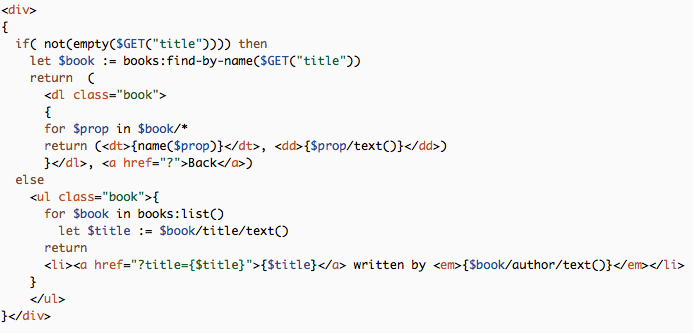 <div>
{
  if( not(empty($GET("title")))) then
    let $book := books:find-by-name($GET("title"))
    return  (
      <dl class="book">
      {
      for $prop in $book/*
      return (<dt>{name($prop)}</dt>, <dd>{$prop/text()}</dd>)
      }</dl>, <a href="?">Back</a>)
  else
    <ul class="book">{
      for $book in books:list()
        let $title := $book/title/text()
      return
      <li><a href="?title={$title}">{$title}</a> written by <em>{$book/author/text()}</em></li>
    }
    </ul>
}</div>